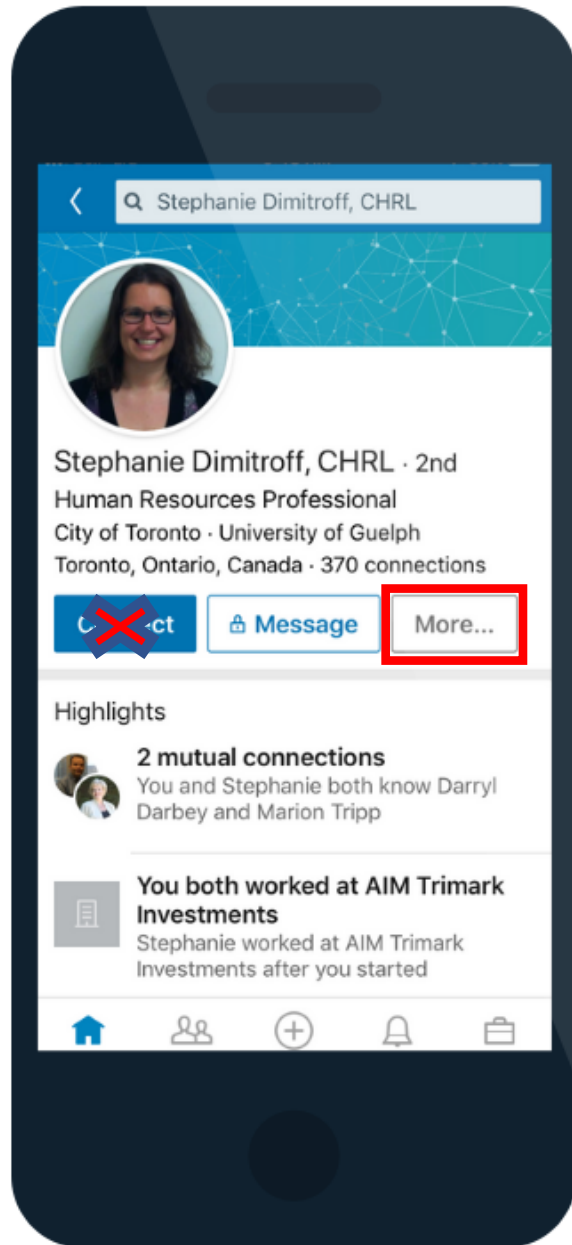 Stephanie Dimitroff, CHRL
Stephanie Dimitroff, CHRL · 2nd
Human Resources Professional
City of Toronto · University of Guelph
Toronto, Ontario, Canada · 370 connections
Message
More...
Highlights
2 mutual connections
You and Stephanie both know Darryl
Darbey and Marion Tripp
You both worked at AIM Trimark
Investments
Stephanie worked at AIM Trimark
Investments after you started